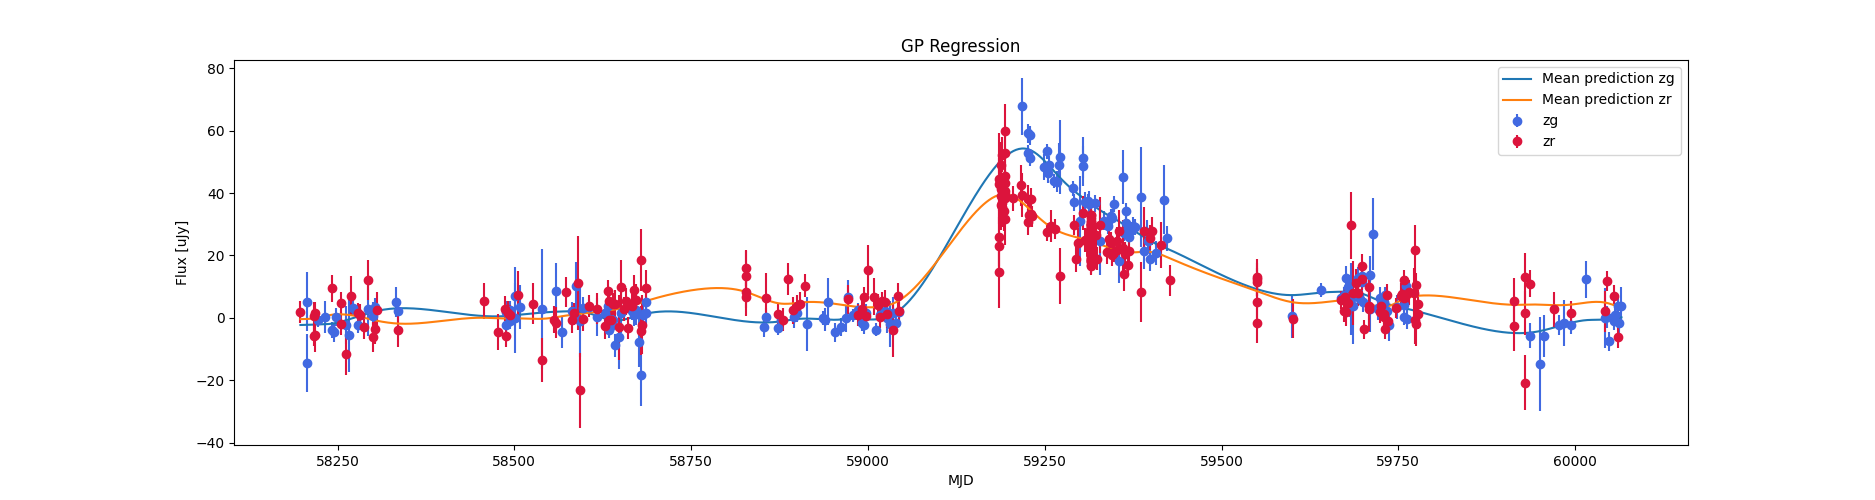 GP Regression
Mean prediction zg
Mean prediction zr
zg
zr
Flux [uJy]
80
60
40
20
0
−20
−40
58250 58500 58750 59000 59250 59500 59750 60000
MJD